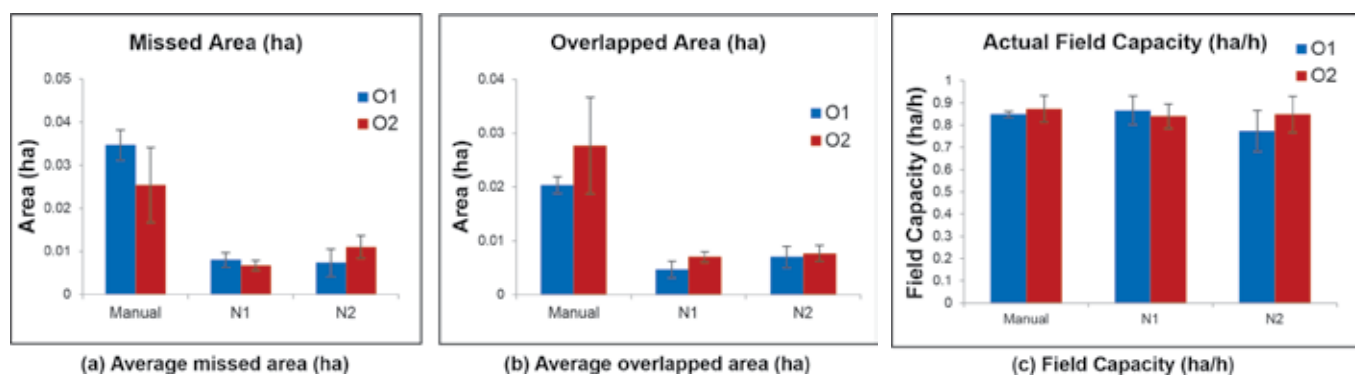 Missed Area (ha)
0.05
0.04
0.03
0.02
0.01
0
Area (ha)
O1
O2
Manual N1 N2
(a) Average missed area (ha)
Overlapped Area (ha)
0.04
0.03
0.02
0.01
0
Area (ha)
O1
O2
Manual N1 N2
(b) Average overlapped area (ha)
Actual Field Capacity (ha/h)
1
0.9
0.8
0.7
0.6
0.5
0.4
0.3
0.2
0.1
0
Field Capacity (ha/h)
O1
O2
Manual N1 N2
(c) Field Capacity (ha/h)